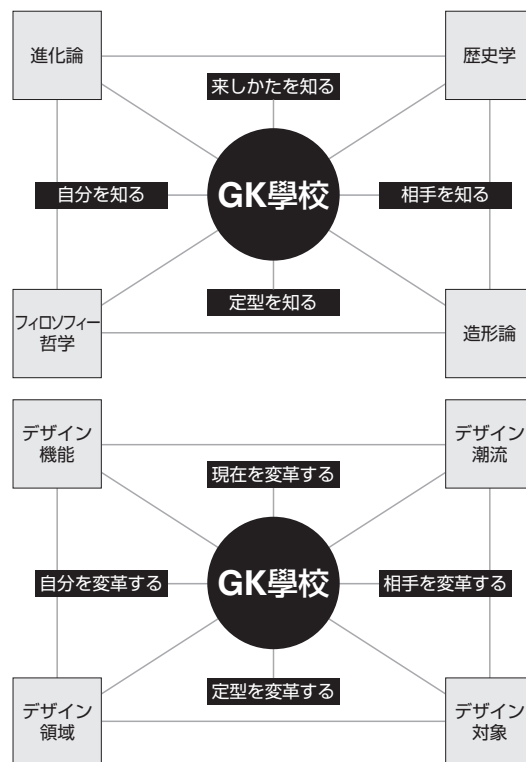 進化論
歴史学
来しかたを知る
自分を知る
GK學校
相手を知る
定型を知る
フィロソフィー
哲学
造形論
デザイン
機能
デザイン
潮流
現在を変革する
自分を変革する
GK學校
相手を変革する
定型を変革する
デザイン
領域
デザイン
対象